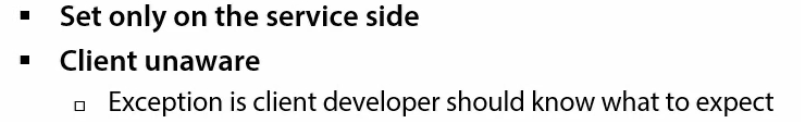 ▪ Set only on the service side
▪ Client unaware
▫ Exception is client developer should know what to expect